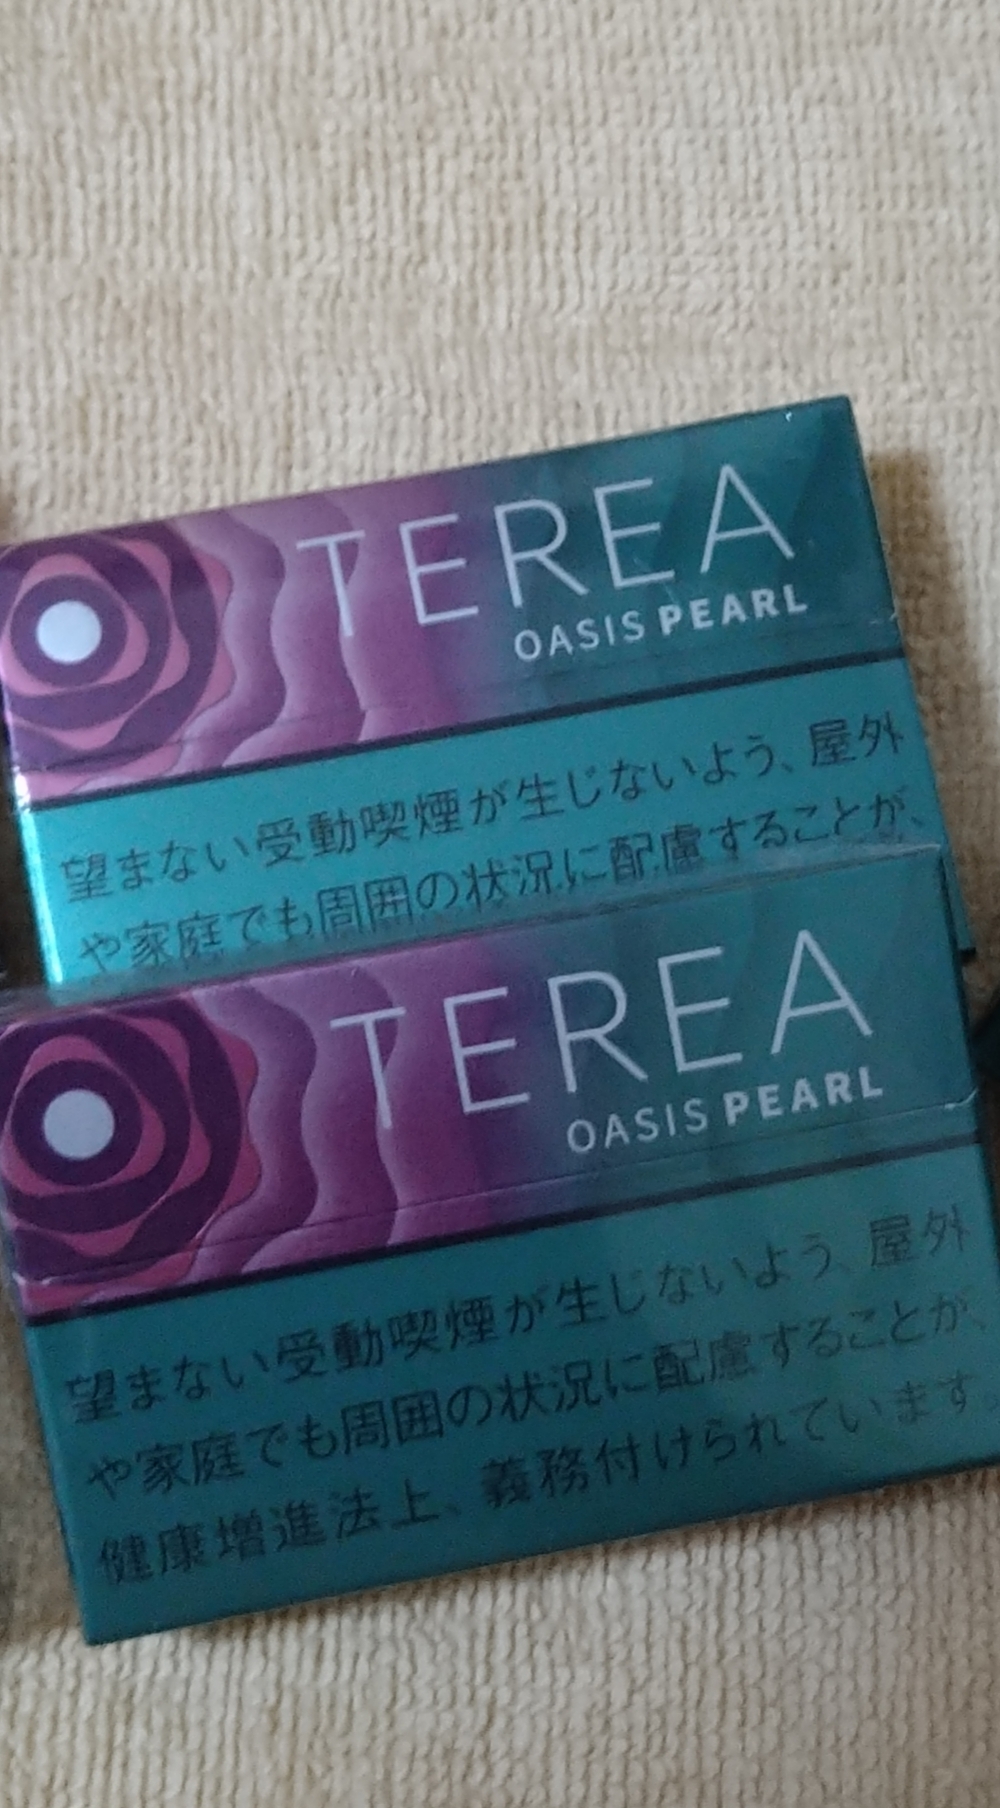 TEREA
OASIS PEARL
望まない受動喫煙が生じないよう、屋外
や家庭でも周囲の状況に配慮することが、
TEREA
OASIS PEARL
望まない受動喫煙が生じないよう、屋外
や家庭でも周囲の状況に配慮することが、
健康増進法上、義務付けられています。